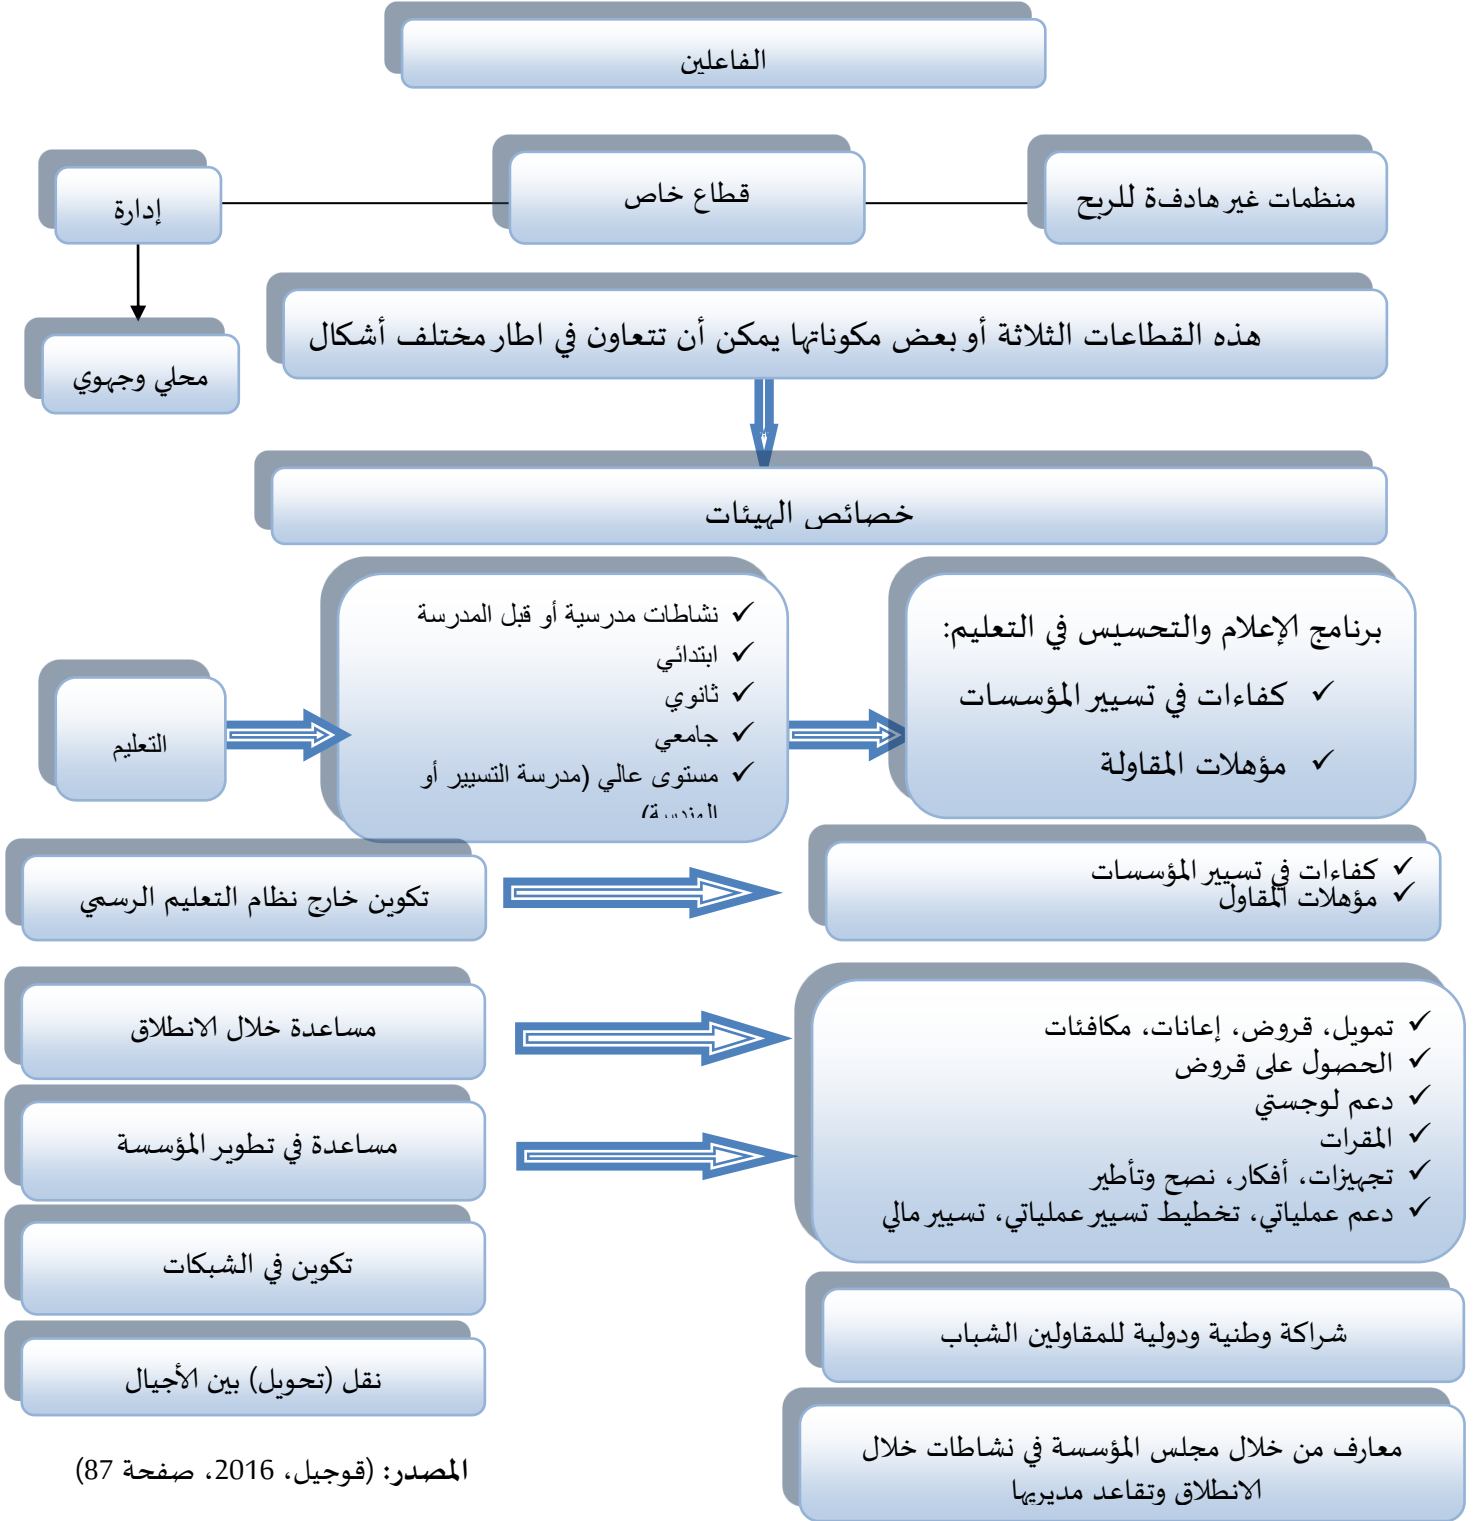 الفاعلين
منظمات غير هادفة للربح
قطاع خاص
إدارة
محلي وجهوي
هذه القطاعات الثلاثة أو بعض مكوناتها يمكن أن تتعاون في اطار مختلف أشكال
خصائص الهيئات
برنامج الإعلام والتحسيس في التعليم:
✓ كفاءات في تسيير المؤسسات
✓ مؤهلات المقاولة
✓ نشاطات مدرسية أو قبل المدرسة
✓ ابتدائي
✓ ثانوي
✓ جامعي
✓ مستوى عالي (مدرسة التسيير أو
الهندسة)
التعليم
✓ كفاءات في تسيير المؤسسات
✓ مؤهلات المقاول
تكوين خارج نظام التعليم الرسمي
✓ تمويل، قروض، إعانات، مكافئات
✓ الحصول على قروض
✓ دعم لوجستي
✓ المقرات
✓ تجهيزات، أفكار، نصح وتأطير
✓ دعم عملياتي، تخطيط تسيير عملياتي، تسيير مالي
مساعدة خلال الانطلاق
مساعدة في تطوير المؤسسة
تكوين في الشبكات
شراكة وطنية ودولية للمقاولين الشباب
نقل (تحويل) بين الأجيال
معارف من خلال مجلس المؤسسة في نشاطات خلال
الانطلاق وتقاعد مديريها
المصدر: (قوجيل، 2016، صفحة 87)